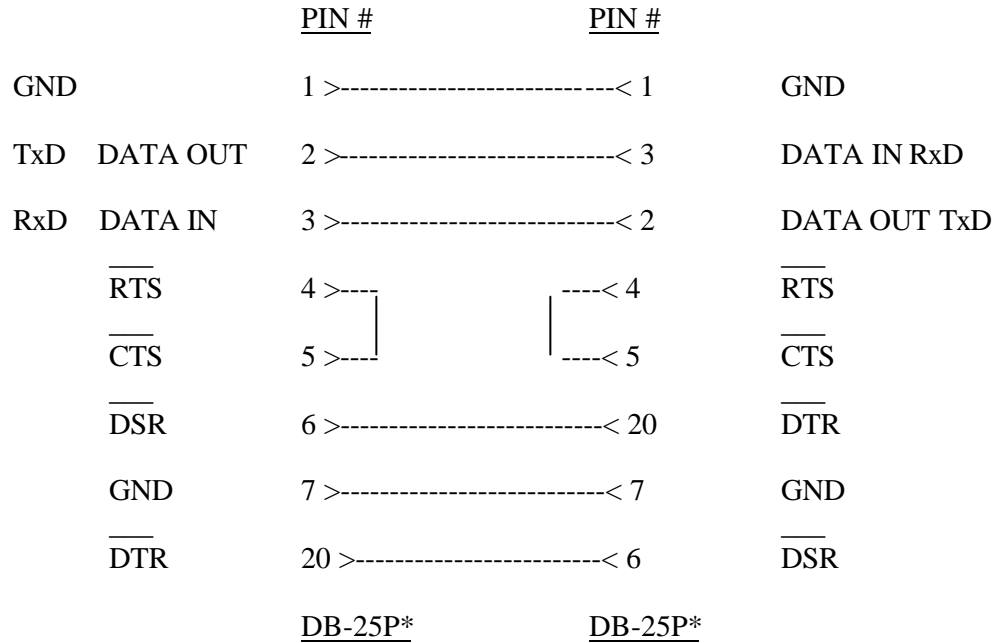 PIN # PIN #
GND 1 >----------------------------< 1 GND
TxD DATA OUT 2 >----------------------------< 3 DATA IN RxD
RxD DATA IN 3 >----------------------------< 2 DATA OUT TxD
RTS 4 >---- ----< 4 RTS
CTS 5 >---- ----< 5 CTS
DSR 6 >---------------------------< 20 DTR
GND 7 >---------------------------< 7 GND
DTR 20 >-------------------------< 6 DSR
DB-25P* DB-25P*